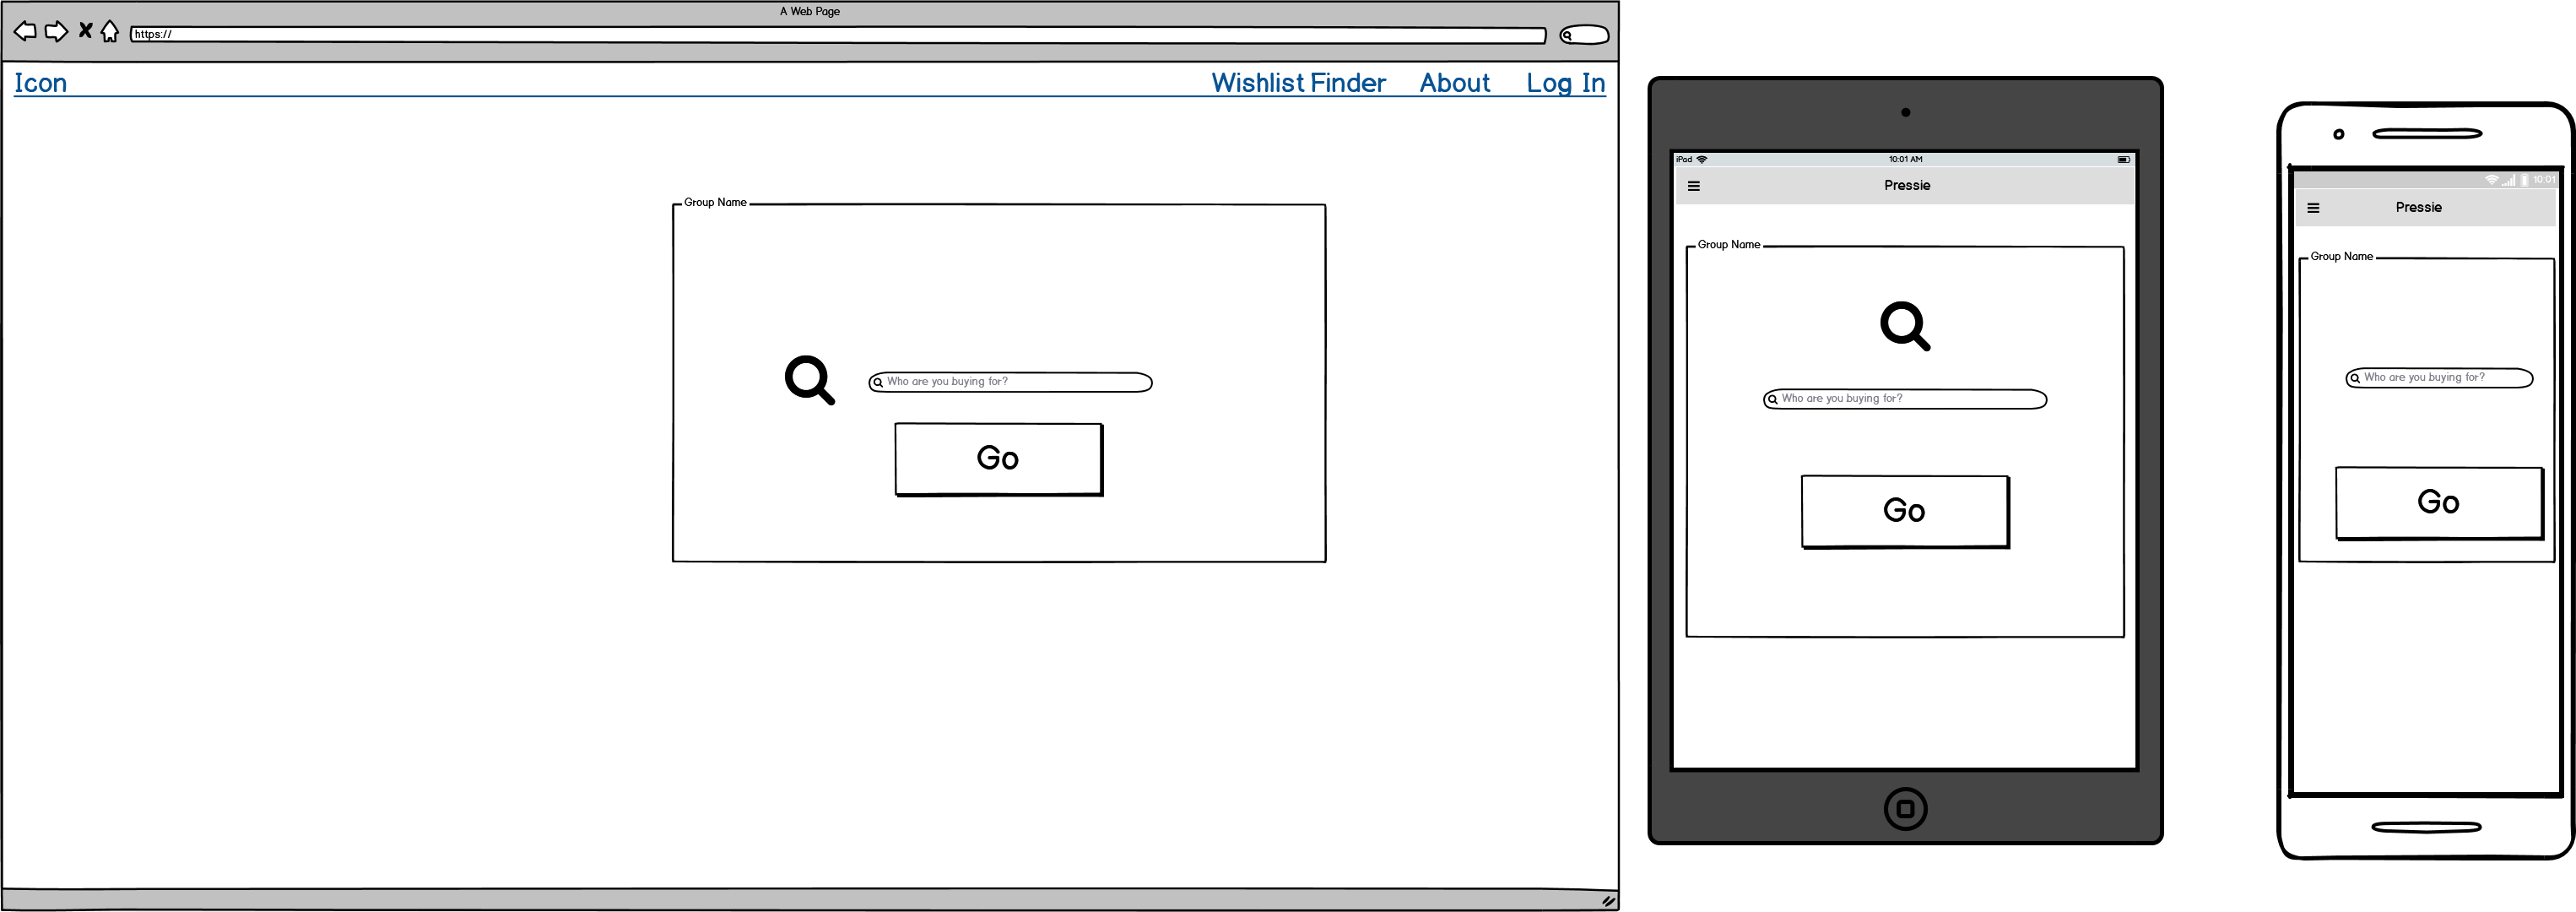 A Web Page
https://
Icon
Wishlist Finder
About
Log In
Group Name
Who are you buying for?
Go
iPad
10:01 AM
Pressie
Group Name
Who are you buying for?
Go
10:01
Pressie
Group Name
Who are you buying for?
Go